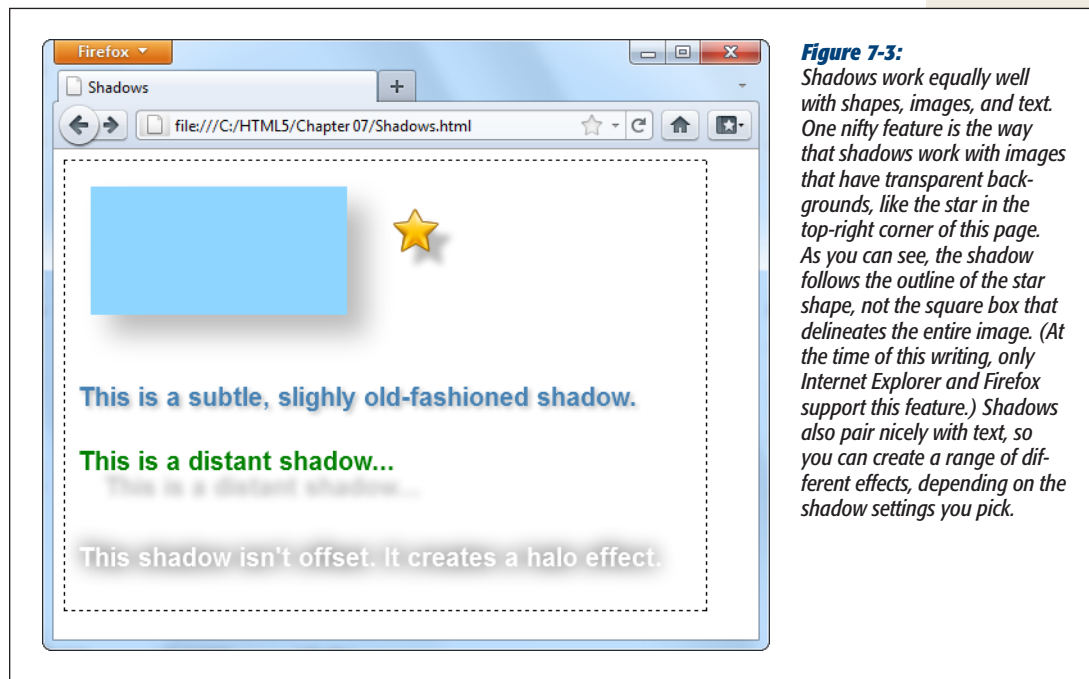 Firefox
Shadows
file:///C:/HTML5/Chapter 07/Shadows.html
This is a subtle, slighly old-fashioned shadow.
This is a distant shadow...
This is a distant shadow...
This shadow isn't offset. It creates a halo effect.
Figure 7-3:
Shadows work equally well
with shapes, images, and text.
One nifty feature is the way
that shadows work with images
that have transparent back-
grounds, like the star in the
top-right corner of this page.
As you can see, the shadow
follows the outline of the star
shape, not the square box that
delineates the entire image. (At
the time of this writing, only
Internet Explorer and Firefox
support this feature.) Shadows
also pair nicely with text, so
you can create a range of dif-
ferent effects, depending on the
shadow settings you pick.